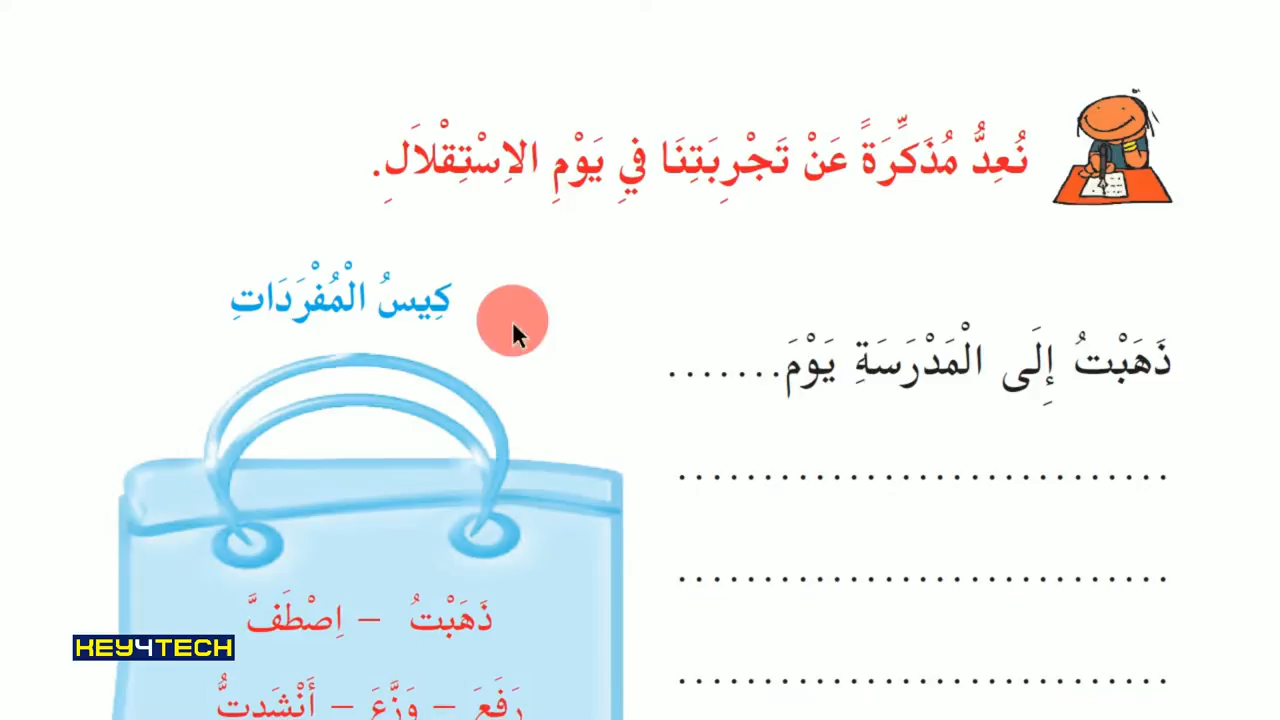 نُعِدُّ مُذَكِّرَةً عَنْ تَجْرِبَتِنَا فِي يَوْمِ الاِسْتِقْلَالِ.
كِيسُ الْمُفْرَدَاتِ
ذَهَبْتُ إِلَى الْمَدْرَسَةِ يَوْمَ.......
............................
............................
............................
ذَهَبْتُ – اِصْطَفَّ
رَفَعَ – وَزَّعَ – أَنْشَدتُّ
KEY4TECH